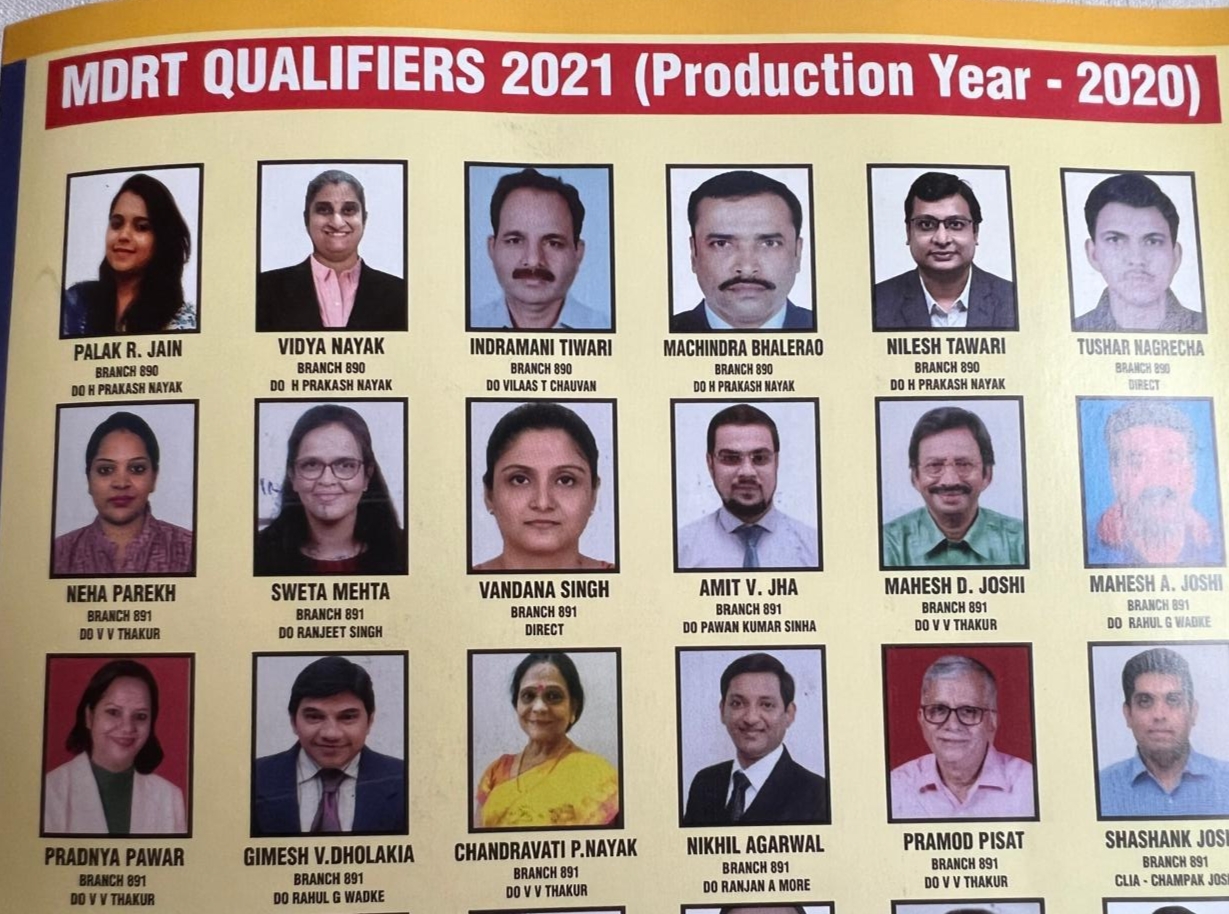 MDRT QUALIFIERS 2021 (Production Year - 2020)
PALAK R. JAIN
BRANCH 890
DO H PRAKASH NAYAK
VIDYA NAYAK
BRANCH 890
DO H PRAKASH NAYAK
INDRAMANI TIWARI
BRANCH 890
DO VILAAS T CHAUVAN
MACHINDRA BHALERAO
BRANCH 890
DO H PRAKASH NAYAK
NILESH TAWARI
BRANCH 890
DO H PRAKASH NAYAK
TUSHAR NAGRECHA
BRANCH 890
DIRECT
NEHA PAREKH
BRANCH 891
DO V V THAKUR
SWETA MEHTA
BRANCH 891
DO RANJEET SINGH
VANDANA SINGH
BRANCH 891
DIRECT
AMIT V. JHA
BRANCH 891
DO PAWAN KUMAR SINHA
MAHESH D. JOSHI
BRANCH 891
DO V V THAKUR
MAHESH A. JOSHI
BRANCH 891
DO RAHUL G WADKE
PRADNYA PAWAR
BRANCH 891
DO V V THAKUR
GIMESH V.DHOLAKIA
BRANCH 891
DO RAHUL G WADKE
CHANDRAVATI P.NAYAK
BRANCH 891
DO V V THAKUR
NIKHIL AGARWAL
BRANCH 891
DO RANJAN A MORE
PRAMOD PISAT
BRANCH 891
DO V V THAKUR
SHASHANK
BRANCH 891
CLIA - CHAMPAK